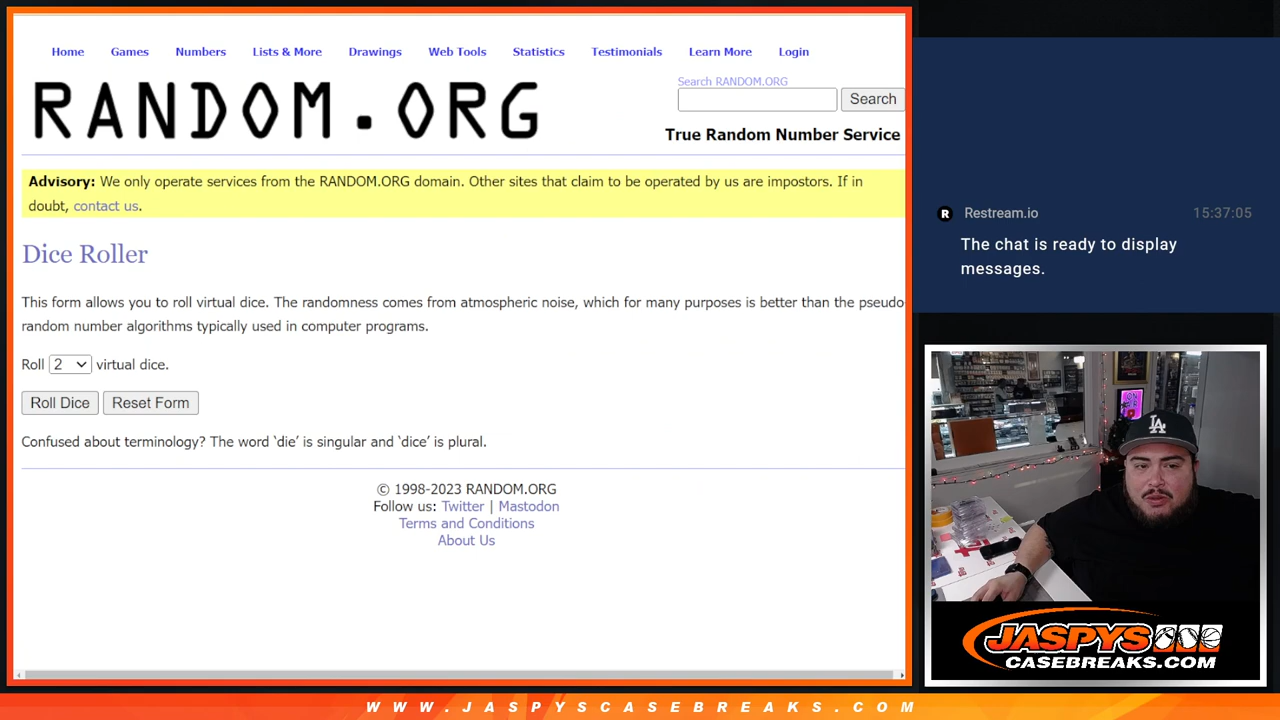 Home Games Numbers Lists & More Drawings Web Tools Statistics Testimonials Learn More Login
RANDOM.ORG
Search RANDOM.ORG
Search
True Random Number Service
Advisory: We only operate services from the RANDOM.ORG domain. Other sites that claim to be operated by us are impostors. If in
doubt, contact us.
Dice Roller
This form allows you to roll virtual dice. The randomness comes from atmospheric noise, which for many purposes is better than the pseudo-
random number algorithms typically used in computer programs.
Roll 2 virtual dice.
Roll Dice Reset Form
Confused about terminology? The word ‘die’ is singular and ‘dice’ is plural.
© 1998-2023 RANDOM.ORG
Follow us: Twitter | Mastodon
Terms and Conditions
About Us
R Restream.io 15:37:05
The chat is ready to display
messages.
LA
JASPYS
CASEBREAKS.COM
WWW.JASPYSCASEBREAKS.COM